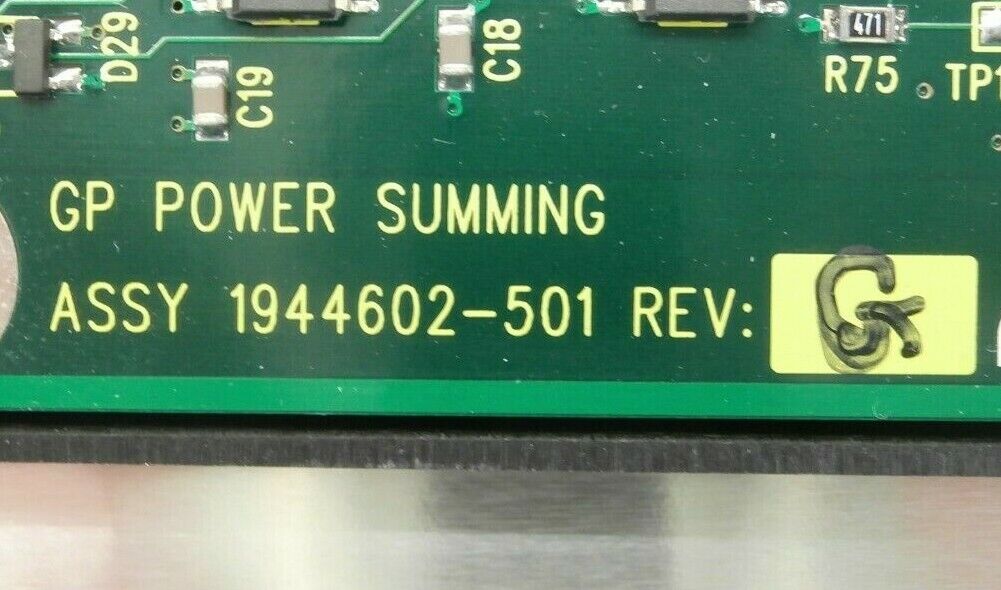 D29
C19
C18
471
R75
TP1
GP POWER SUMMING
ASSY 1944602-501 REV: G